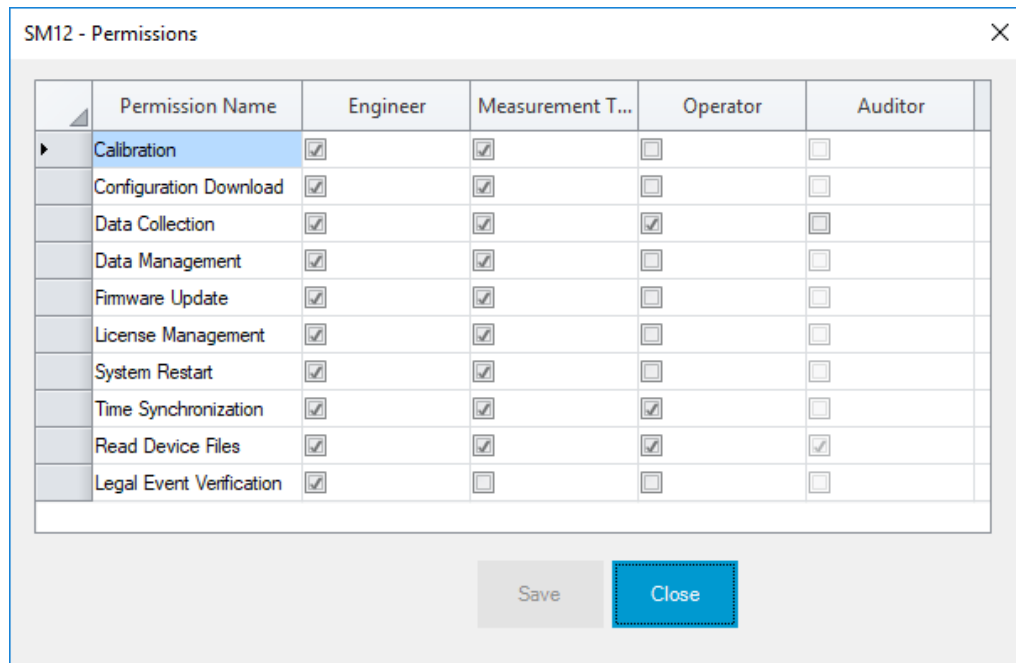 SM12 - Permissions
Permission Name Engineer Measurement T... Operator Auditor
Calibration
Configuration Download
Data Collection
Data Management
Firmware Update
License Management
System Restart
Time Synchronization
Read Device Files
Legal Event Verification
Save Close